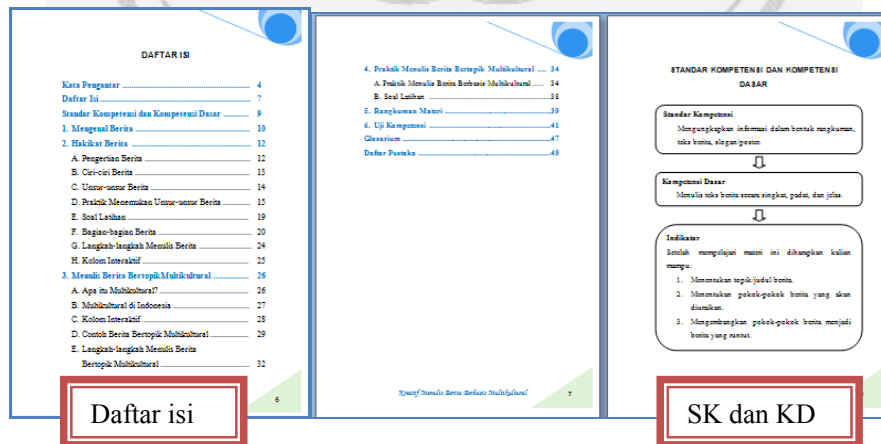 DAFTAR ISI
Kata Pengantar 4
Daftar Isi 7
Standar Kompetensi dan Kompetensi Dasar 9
1. Mengenal Berita 10
2. Hakikat Berita 12
A. Pengertian Berita 12
B. Ciri-ciri Berita 13
C. Unsur-unsur Berita 14
D. Praktik Menemukan Unsur-unsur Berita 15
E. Soal Latihan 19
F. Bagian-bagian Berita 20
G. Langkah-langkah Menulis Berita 24
H. Kolom Interaktif 25
3. Menulis Berita BertopikMultikultural 26
A. Apa itu Multikultural? 26
B. Multikultural di Indonesia 27
C. Kolom Interaktif 28
D. Contoh Berita Bertopik Multikultural 29
E. Langkah-langkah Menulis Berita
Bertopik Multikultural 32
6
Daftar isi
4. Praktik Menulis Berita Bertopik Multikultural 34
A. Praktik Menulis Berita Berbasis Multikultural 34
B. Soal Latihan 38
5. Rangkuman Materi 39
6. Uji Kompetensi 41
Glosarium 47
Daftar Pustaka 49
Kreatif Menulis Berita Berbasis Multikultural 7
STANDAR KOMPETENSI DAN KOMPETENSI
DASAR
Standar Kompetensi
Mengungkapkan informasi dalam bentuk rangkuman,
teks berita, slogan/poster.
Kompetensi Dasar
Menulis teks berita secara singkat, padat, dan jelas.
Indikator
Setelah mempelajari materi ini diharapkan kalian
mampu:
1. Menentukan topik/judul berita.
2. Menentukan pokok-pokok berita yang akan
diuraikan.
3. Mengembangkan pokok-pokok berita menjadi
berita yang runtut.
SK dan KD